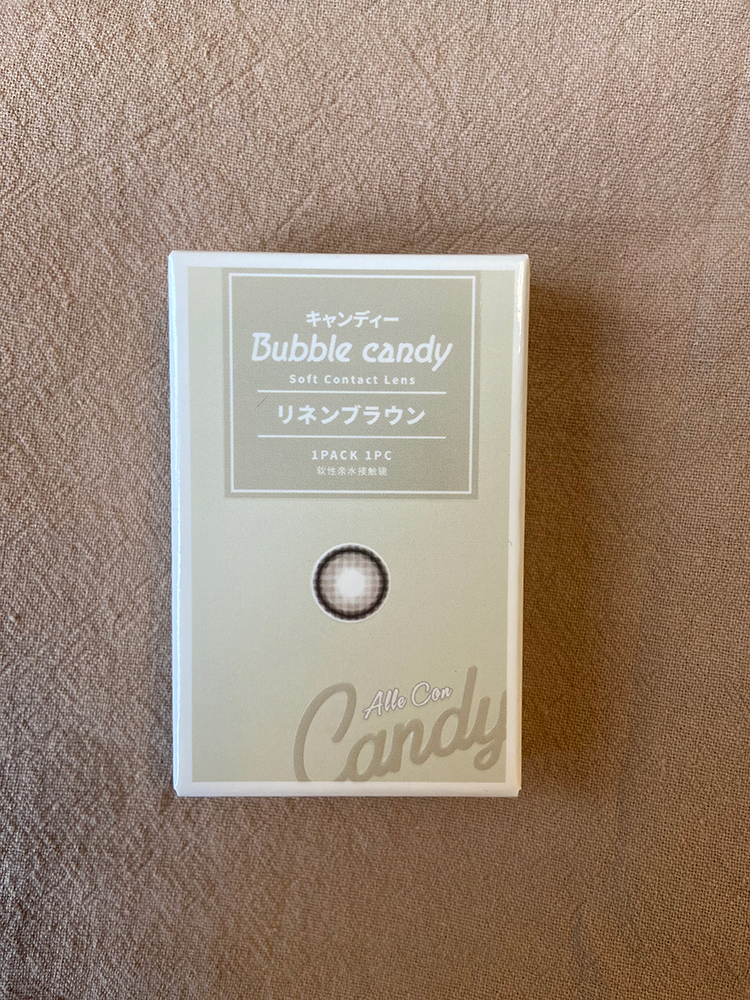 キャンディー
Bubble candy
Soft Contact Lens
リネンブラウン
1PACK 1PC
软性亲水接触镜
Alle Con
Candy